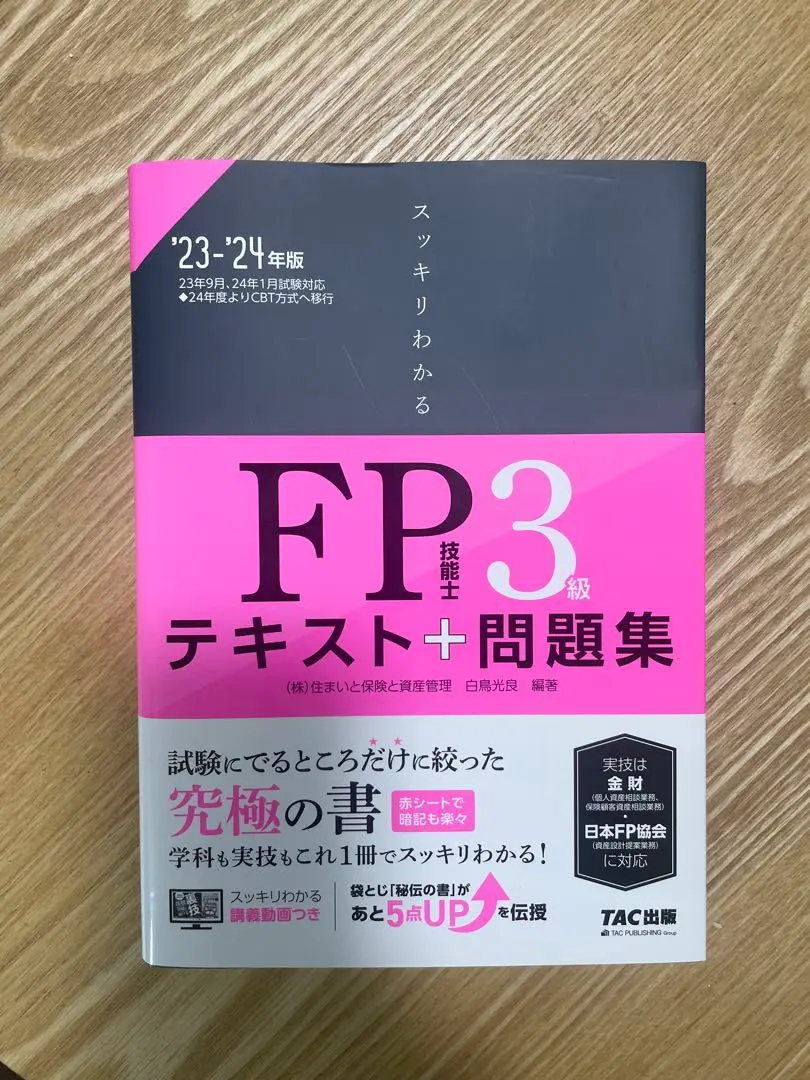 '23-'24年版
23年9月、24年1月試験対応
◆24年度よりCBT方式へ移行
スッキリわかる
FP技能士3級
テキスト+問題集
(株)住まいと保険と資産管理 白鳥光良 編著
試験にでるところだけに絞った
究極の書
赤シートで
暗記も楽々
学科も実技もこれ1冊でスッキリわかる!
実技は
金財
(個人資産相談業務、
保険顧客資産相談業務)
・
日本FP協会
(資産設計提案業務)
に対応
裏技
スッキリわかる
講義動画つき
袋とじ「秘伝の書」が
あと5点UPを伝授
TAC出版
TAC PUBLISHING Group